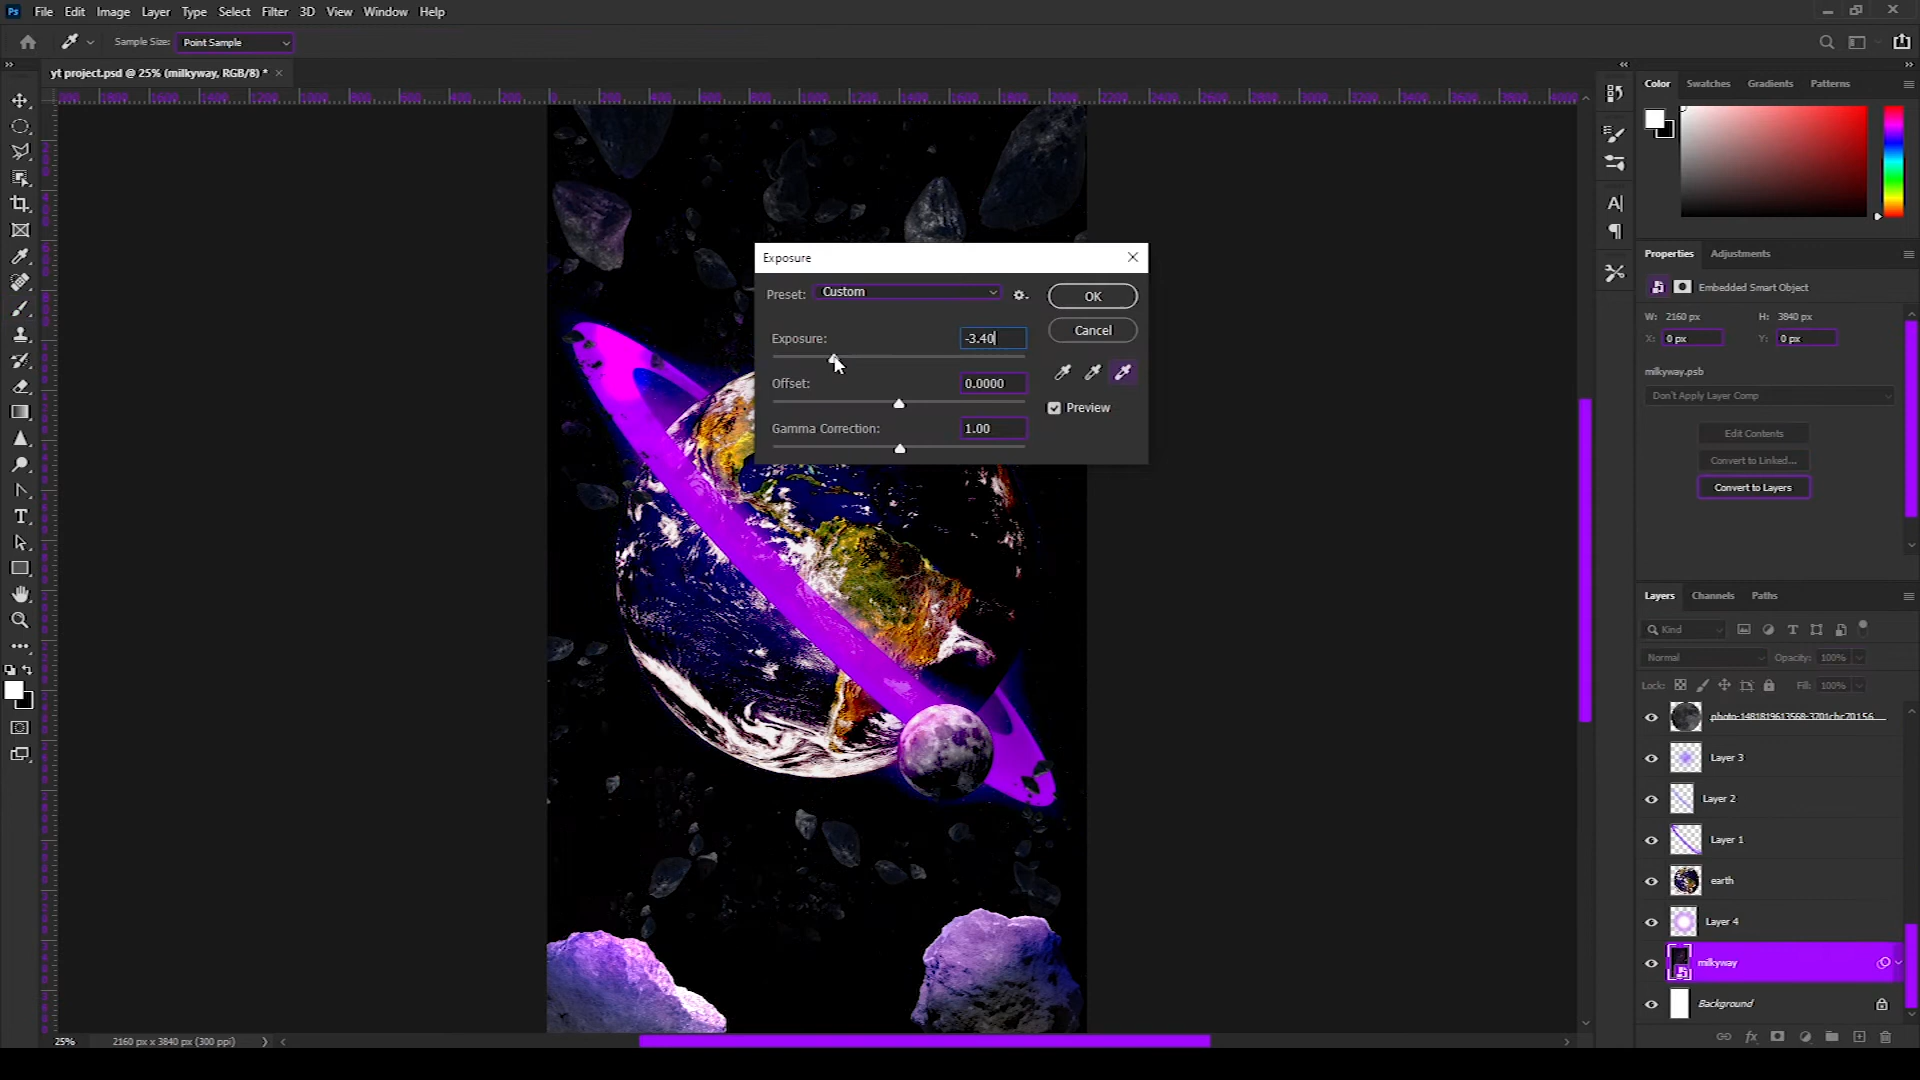 Ps File Edit Image Layer Type Select Filter 3D View Window Help
Sample Size: Point Sample
yt project.psd @ 25% (milkyway, RGB/8) *
Color Swatches Gradients Patterns
Exposure
Preset: Custom
OK
Exposure: -3.40
Cancel
Offset: 0.0000
Preview
Gamma Correction: 1.00
Properties Adjustments
Embedded Smart Object
W: 2160 px H: 3840 px
X: 0 px Y: 0 px
milkyway.psb
Don't Apply Layer Comp
Edit Contents
Convert to Linked...
Convert to Layers
Layers Channels Paths
Kind
Normal Opacity: 100%
Lock: Fill: 100%
Layer 3
Layer 2
Layer 1
earth
Layer 4
milkyway
Background
25% 2160 px x 3840 px (300 ppi)